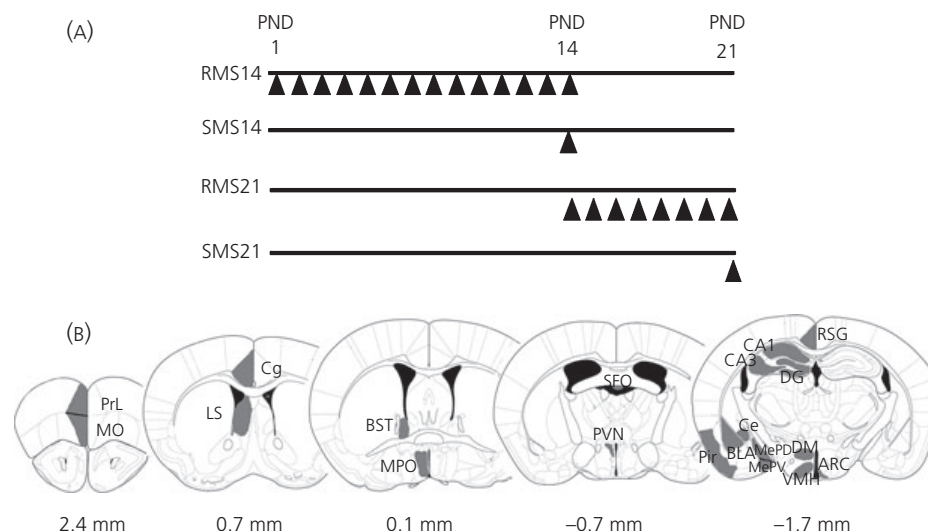 (A)
PND PND PND
1 14 21
RMS14
SMS14
RMS21
SMS21
(B)
PrL
MO
Cg
LS
BST
MPO
SFO
PVN
RSG
CA1
CA3
DG
Ce
Pir BLA MePD DM
MePV ARC
VMH
2.4 mm 0.7 mm 0.1 mm –0.7 mm –1.7 mm